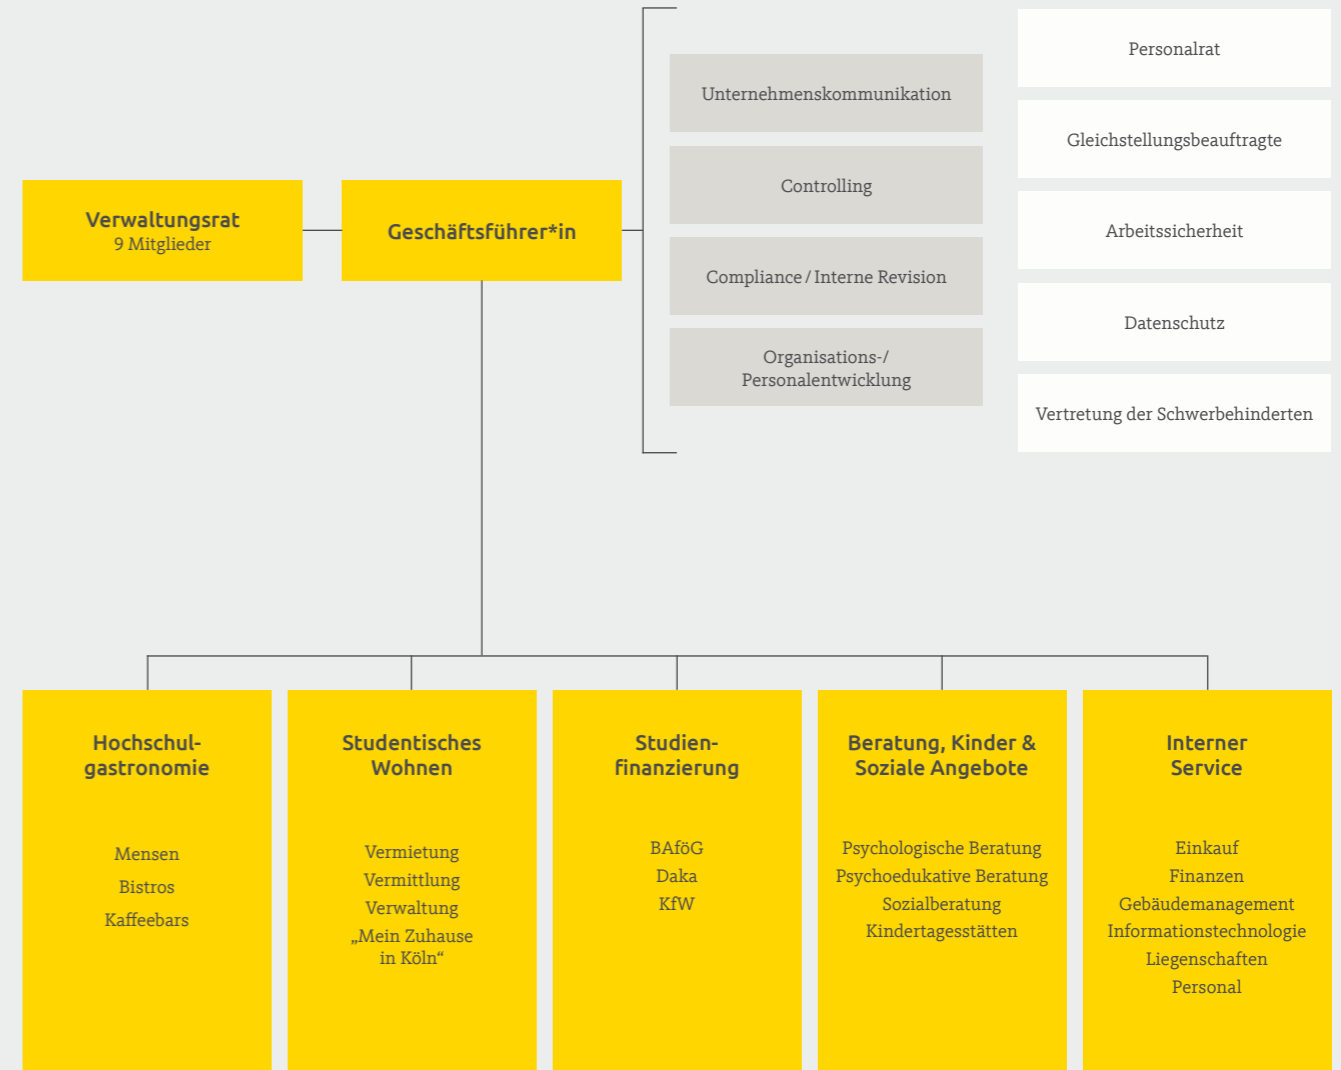 Verwaltungsrat
9 Mitglieder
Geschäftsführer*in
Unternehmenskommunikation
Controlling
Compliance / Interne Revision
Organisations-/
Personalentwicklung
Personalrat
Gleichstellungsbeauftragte
Arbeitssicherheit
Datenschutz
Vertretung der Schwerbehinderten
Hochschul-
gastronomie
Mensen
Bistros
Kaffeebars
Studentisches
Wohnen
Vermietung
Vermittlung
Verwaltung
„Mein Zuhause
in Köln“
Studien-
finanzierung
BAföG
Daka
KfW
Beratung, Kinder &
Soziale Angebote
Psychologische Beratung
Psychoedukative Beratung
Sozialberatung
Kindertagesstätten
Interner
Service
Einkauf
Finanzen
Gebäudemanagement
Informationstechnologie
Liegenschaften
Personal